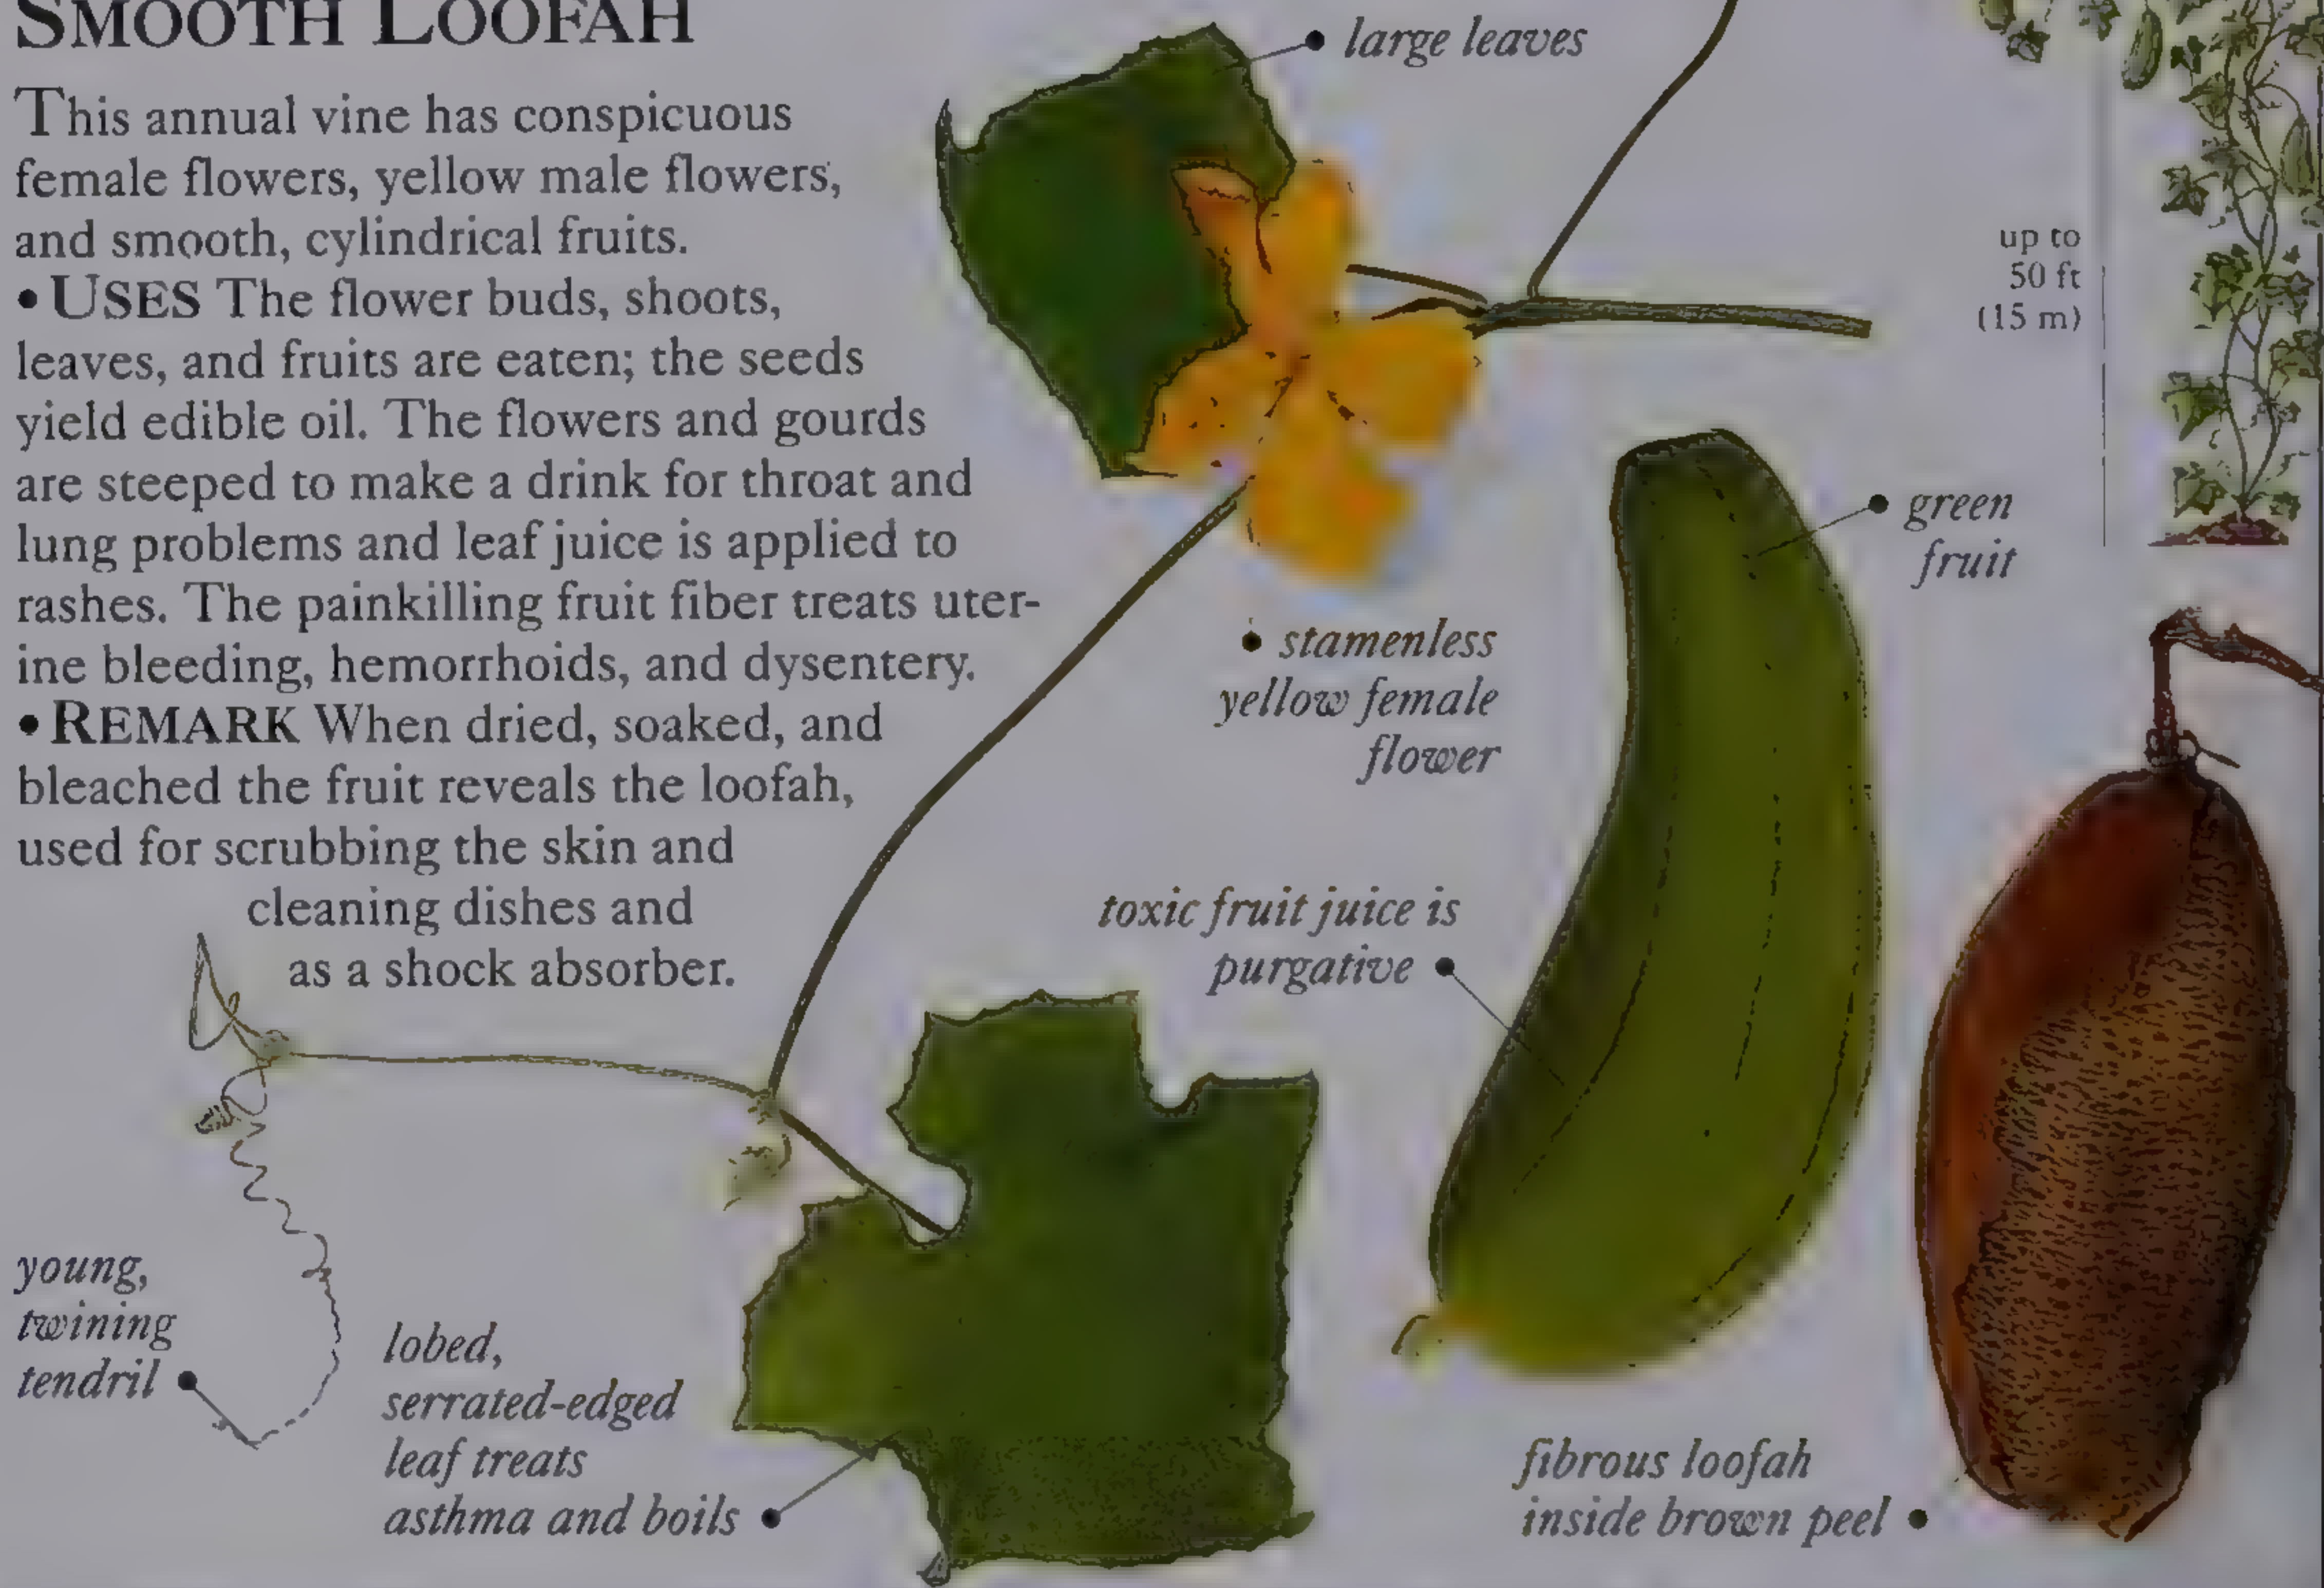 SMOOTH LOOFAH
This annual vine has conspicuous
female flowers, yellow male flowers,
and smooth, cylindrical fruits.
• USES The flower buds, shoots,
leaves, and fruits are eaten; the seeds
yield edible oil. The flowers and gourds
are steeped to make a drink for throat and
lung problems and leaf juice is applied to
rashes. The painkilling fruit fiber treats uter-
ine bleeding, hemorrhoids, and dysentery.
• REMARK When dried, soaked, and
bleached the fruit reveals the loofah,
used for scrubbing the skin and
cleaning dishes and
as a shock absorber.
large leaves
up to
50 ft
(15 m)
green
fruit
stamenless
yellow female
flower
toxic fruit juice is
purgative
young,
twining
tendril
lobed,
serrated-edged
leaf treats
asthma and boils
fibrous loofah
inside brown peel